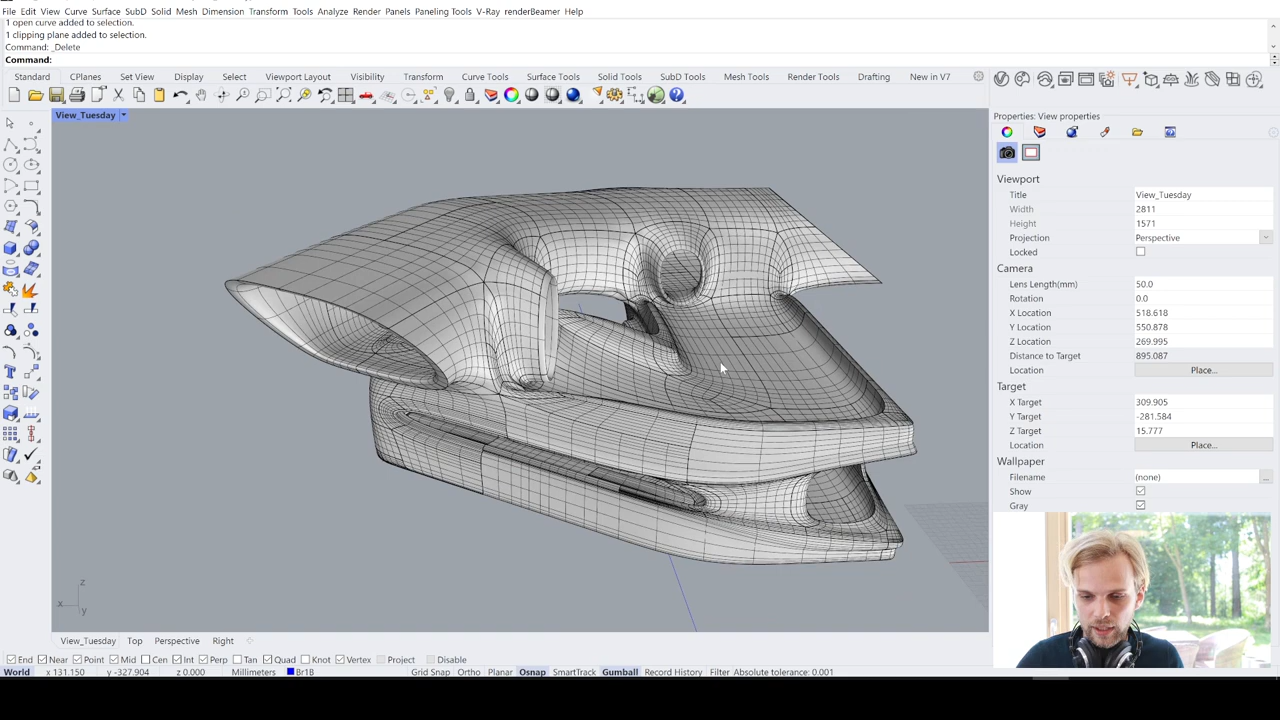 File Edit View Curve Surface SubD Solid Mesh Dimension Transform Tools Analyze Render Panels Paneling Tools V-Ray renderBeamer Help
1 open curve added to selection.
1 clipping plane added to selection.
Command: _Delete
Command:
Standard CPlanes Set View Display Select Viewport Layout Visibility Transform Curve Tools Surface Tools Solid Tools SubD Tools Mesh Tools Render Tools Drafting New in V7
View_Tuesday
Properties: View properties
Viewport
Title View_Tuesday
Width 2811
Height 1571
Projection Perspective
Locked
Camera
Lens Length(mm) 50.0
Rotation 0.0
X Location 518.618
Y Location 550.878
Z Location 269.995
Distance to Target 895.087
Location Place...
Target
X Target 309.905
Y Target -281.584
Z Target 15.777
Location Place...
Wallpaper
Filename (none) ...
Show
Gray
z
x y
View_Tuesday Top Perspective Right
End Near Point Mid Cen Int Perp Tan Quad Knot Vertex Project Disable
World x 131.150 y -327.904 z 0.000 Millimeters Br1B Grid Snap Ortho Planar Osnap SmartTrack Gumball Record History Filter Absolute tolerance: 0.001